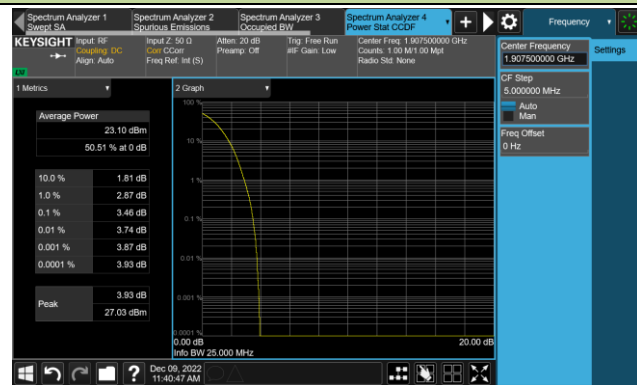 Spectrum Analyzer 1
Swept SA
Spectrum Analyzer 2
Spurious Emissions
Spectrum Analyzer 3
Occupied BW
Spectrum Analyzer 4
Power Stat CCDF
Frequency
KEYSIGHT
Input: RF
Coupling: DC
Align: Auto
Input Z: 50 Ω
Corr CCorr
Freq Ref: Int (S)
Atten: 20 dB
Preamp: Off
Trig: Free Run
#IF Gain: Low
Center Freq: 1.907500000 GHz
Counts: 1.00 M/1.00 Mpt
Radio Std: None
Center Frequency
1.907500000 GHz
Settings
CF Step
5.000000 MHz
Auto
Man
Freq Offset
0 Hz
1 Metrics
2 Graph
Average Power
23.10 dBm
50.51 % at 0 dB
10.0 % 1.81 dB
1.0 % 2.87 dB
0.1 % 3.46 dB
0.01 % 3.74 dB
0.001 % 3.87 dB
0.0001 % 3.93 dB
Peak
3.93 dB
27.03 dBm
100 %
10 %
1 %
0.1 %
0.01 %
0.001 %
0.0001 %
0.00 dB
20.00 dB
Info BW 25.000 MHz
Dec 09, 2022
11:40:47 AM